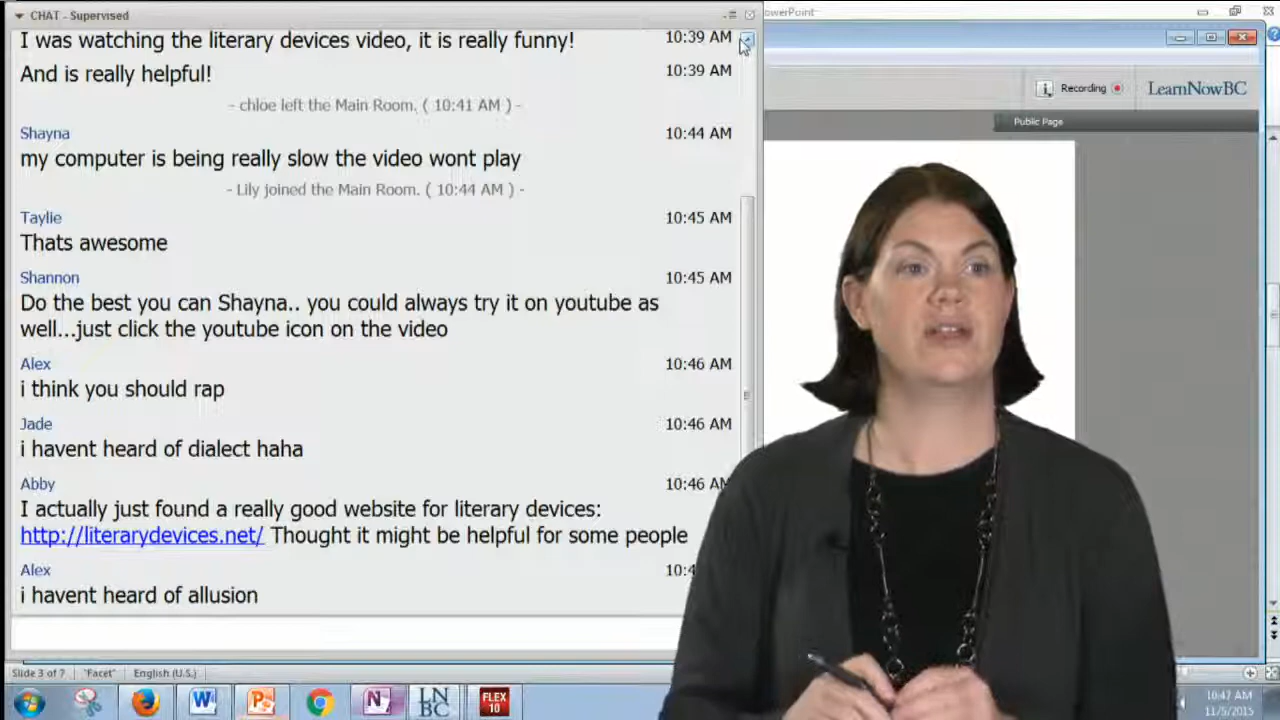 CHAT - Supervised
owerPoint
I was watching the literary devices video, it is really funny! 10:39 AM
And is really helpful! 10:39 AM
- chloe left the Main Room. ( 10:41 AM ) -
Shayna 10:44 AM
my computer is being really slow the video wont play
- Lily joined the Main Room. ( 10:44 AM ) -
Taylie 10:45 AM
Thats awesome
Shannon 10:45 AM
Do the best you can Shayna.. you could always try it on youtube as
well...just click the youtube icon on the video
Alex 10:46 AM
i think you should rap
Jade 10:46 AM
i havent heard of dialect haha
Abby 10:46 AM
I actually just found a really good website for literary devices:
http://literarydevices.net/ Thought it might be helpful for some people
Alex
i havent heard of allusion
Recording
LearnNowBC
Public Page
Slide 3 of 7 "Facet" English (U.S.)
LN
BC
FLEX
10
10:47 AM
11/5/2015